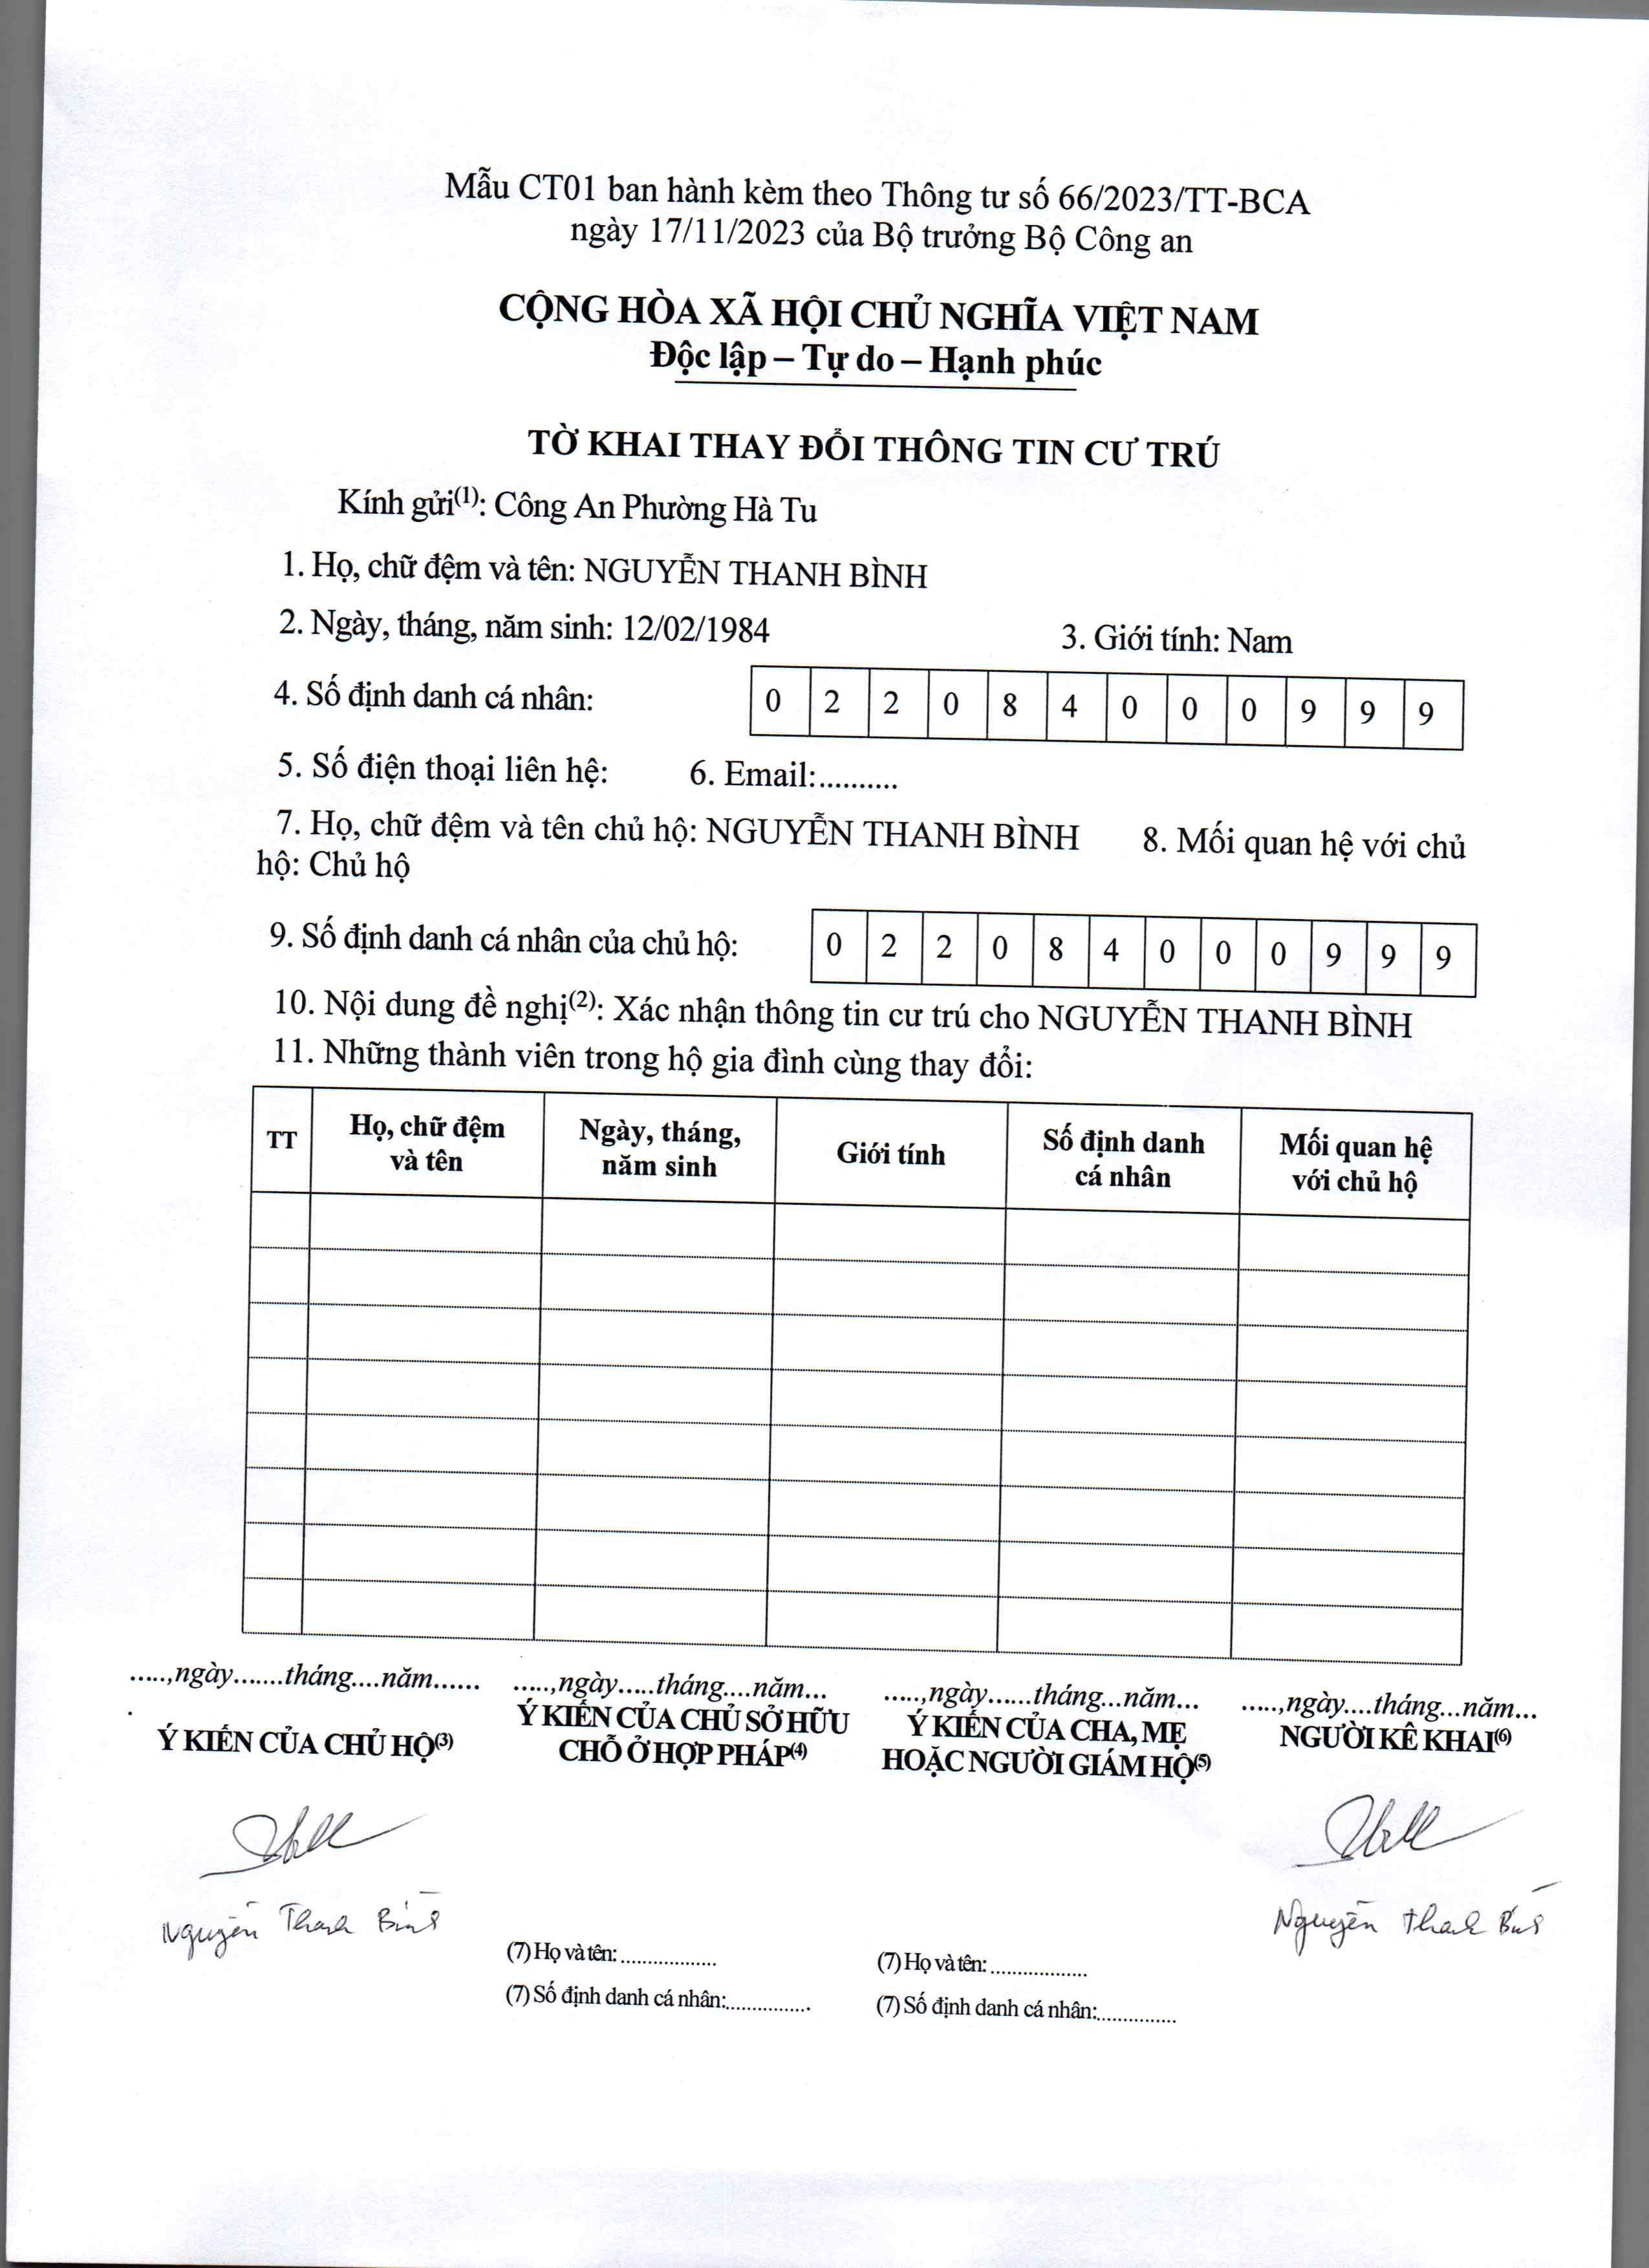 Mẫu CT01 ban hành kèm theo Thông tư số 66/2023/TT-BCA
ngày 17/11/2023 của Bộ trưởng Bộ Công an
CỘNG HÒA XÃ HỘI CHỦ NGHĨA VIỆT NAM
Độc lập – Tự do – Hạnh phúc
TỜ KHAI THAY ĐỔI THÔNG TIN CƯ TRÚ
Kính gửi(1): Công An Phường Hà Tu
1. Họ, chữ đệm và tên: NGUYỄN THANH BÌNH
2. Ngày, tháng, năm sinh: 12/02/1984 3. Giới tính: Nam
4. Số định danh cá nhân: 0 2 2 0 8 4 0 0 0 9 9 9
5. Số điện thoại liên hệ: 6. Email:..........
7. Họ, chữ đệm và tên chủ hộ: NGUYỄN THANH BÌNH 8. Mối quan hệ với chủ
hộ: Chủ hộ
9. Số định danh cá nhân của chủ hộ: 0 2 2 0 8 4 0 0 0 9 9 9
10. Nội dung đề nghị(2): Xác nhận thông tin cư trú cho NGUYỄN THANH BÌNH
11. Những thành viên trong hộ gia đình cùng thay đổi:
TT Họ, chữ đệm và tên Ngày, tháng, năm sinh Giới tính Số định danh cá nhân Mối quan hệ với chủ hộ
.....,ngày.......tháng....năm......
.
Ý KIẾN CỦA CHỦ HỘ(3)
Nguyễn Thanh Bình
.....,ngày.....tháng....năm...
Ý KIẾN CỦA CHỦ SỞ HỮU
CHỖ Ở HỢP PHÁP(4)
(7) Họ và tên: .................
(7) Số định danh cá nhân:...............
.....,ngày......tháng...năm...
Ý KIẾN CỦA CHA, MẸ
HOẶC NGƯỜI GIÁM HỘ(5)
(7) Họ và tên: .................
(7) Số định danh cá nhân:..............
.....,ngày....tháng...năm...
NGƯỜI KÊ KHAI(6)
Nguyễn Thanh Bình